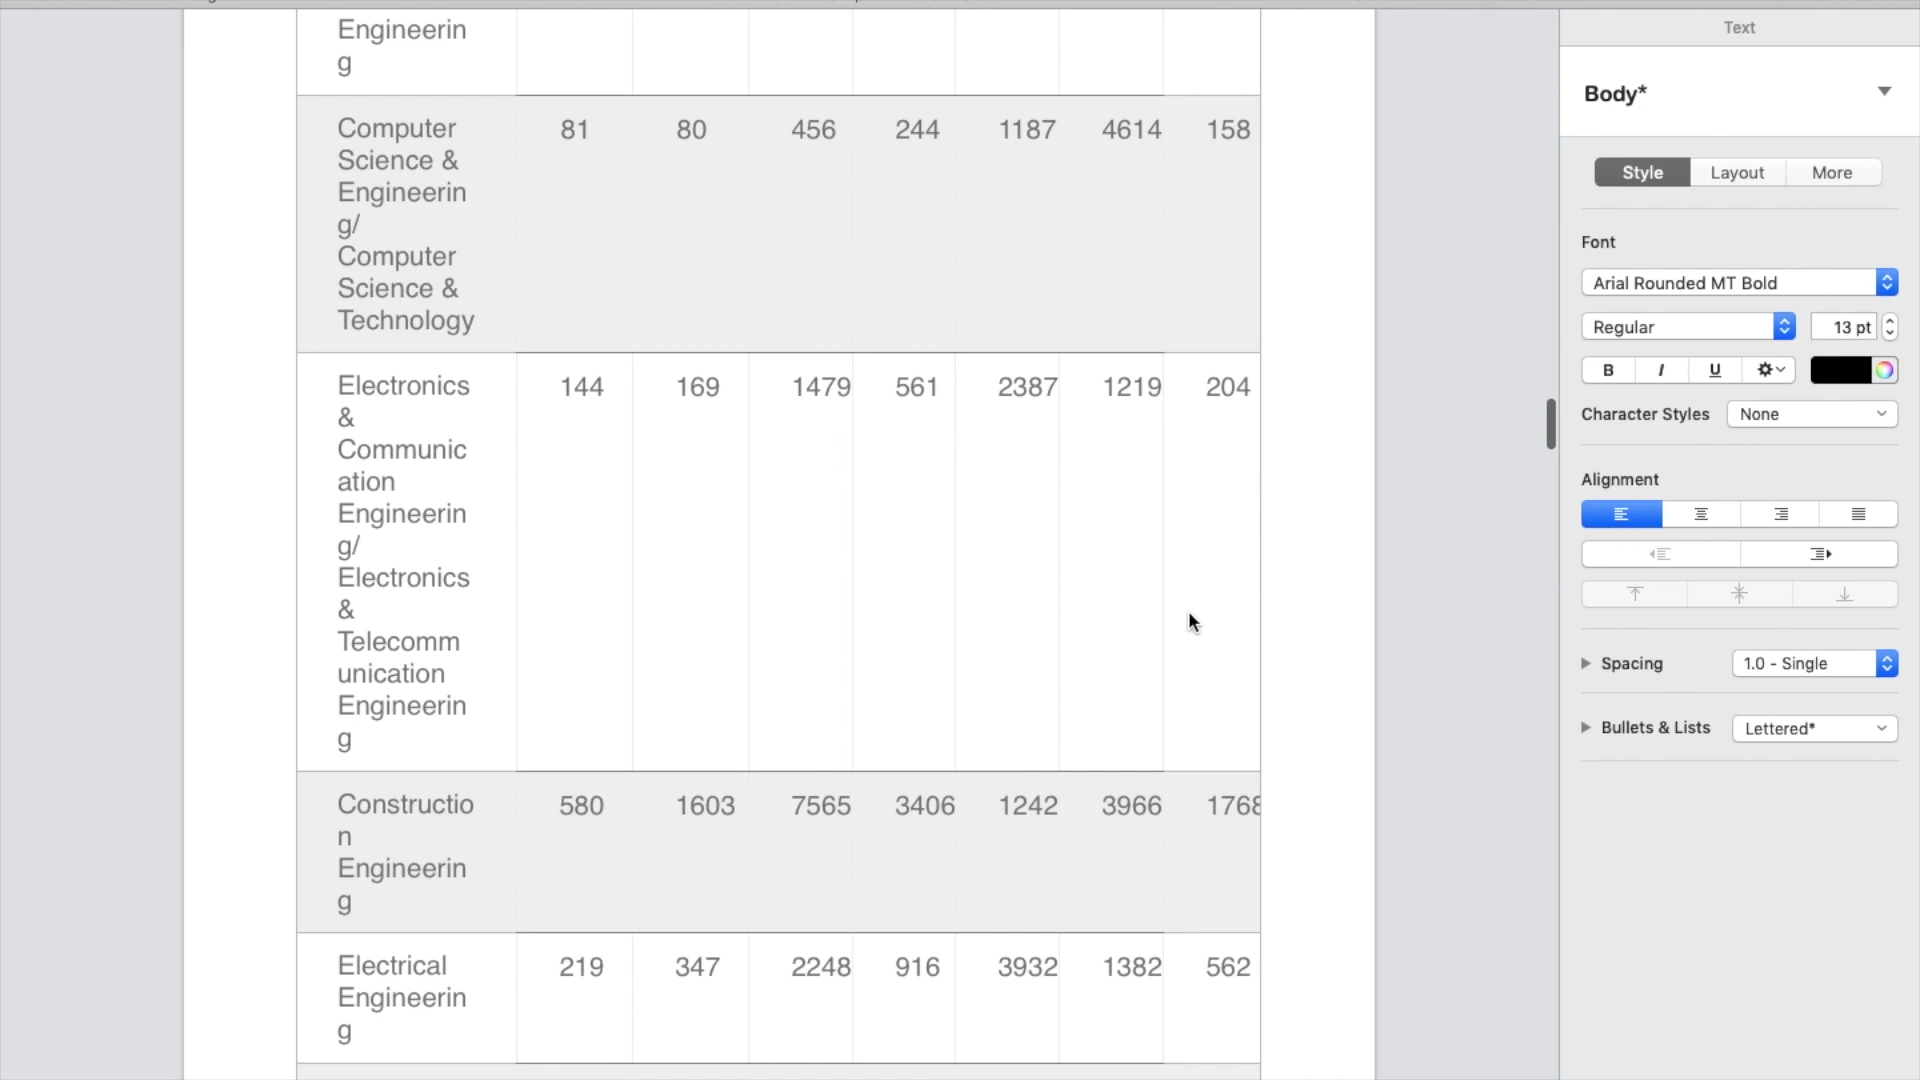 Engineerin
g
Computer
Science &
Engineerin
g/
Computer
Science &
Technology
81 80 456 244 1187 4614 158
Electronics
&
Communic
ation
Engineerin
g/
Electronics
&
Telecomm
unication
Engineerin
g
144 169 1479 561 2387 1219 204
Constructio
n
Engineerin
g
580 1603 7565 3406 1242 3966 1768
Electrical
Engineerin
g
219 347 2248 916 3932 1382 562
Text
Body*
Style Layout More
Font
Arial Rounded MT Bold
Regular 13 pt
B I U
Character Styles None
Alignment
Spacing 1.0 - Single
Bullets & Lists Lettered*